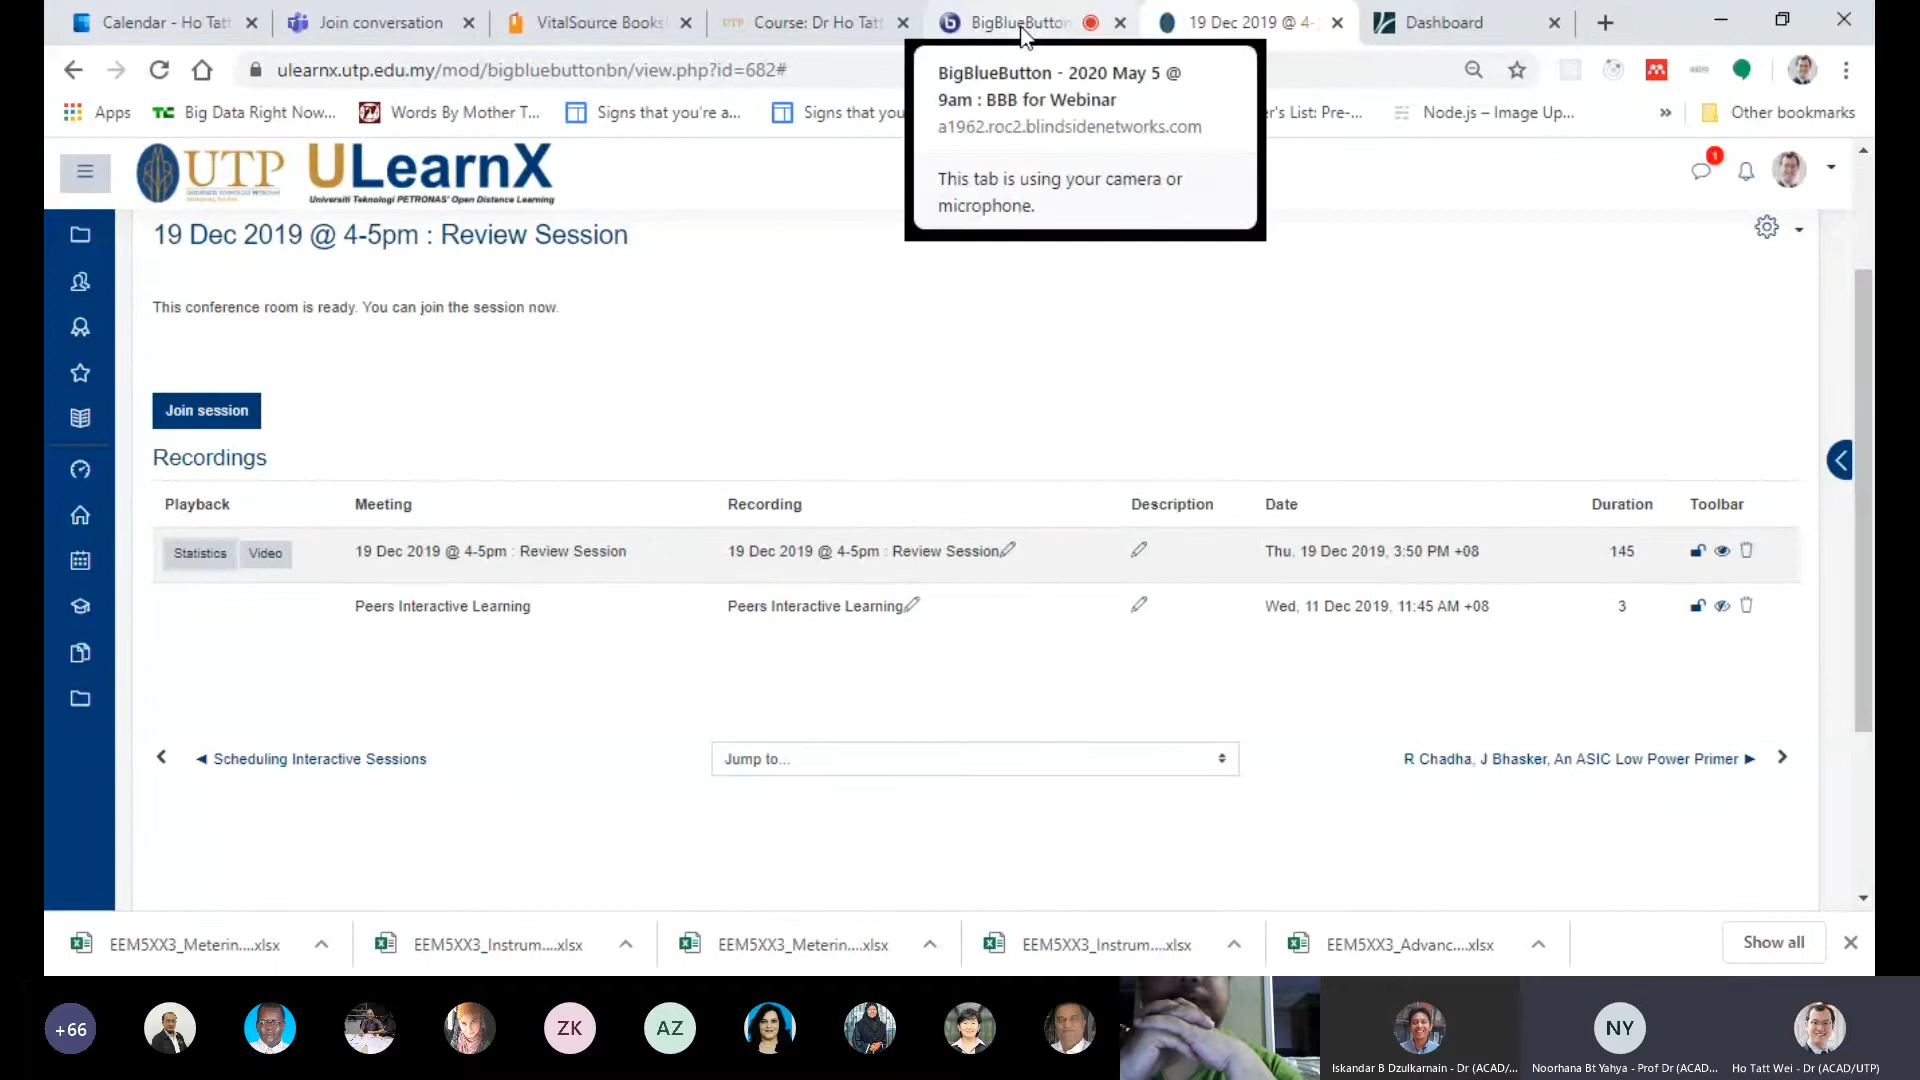 Calendar - Ho Tatt
Join conversation
VitalSource Books
UTP Course: Dr Ho Tatt
BigBlueButton
19 Dec 2019 @ 4-
Dashboard
ulearnx.utp.edu.my/mod/bigbluebuttonbn/view.php?id=682#
BigBlueButton - 2020 May 5 @
9am : BBB for Webinar
a1962.roc2.blindsidenetworks.com
This tab is using your camera or
microphone.
Apps
Big Data Right Now...
Words By Mother T...
Signs that you're a...
Signs that you
r's List: Pre-...
Node.js – Image Up...
»
Other bookmarks
UTP
UNIVERSITI TEKNOLOGI PETRONAS
ULearnX
Universiti Teknologi PETRONAS' Open Distance Learning
1
19 Dec 2019 @ 4-5pm : Review Session
This conference room is ready. You can join the session now.
Join session
Recordings
Playback Meeting Recording Description Date Duration Toolbar
Statistics Video 19 Dec 2019 @ 4-5pm : Review Session 19 Dec 2019 @ 4-5pm : Review Session Thu, 19 Dec 2019, 3:50 PM +08 145
Peers Interactive Learning Peers Interactive Learning Wed, 11 Dec 2019, 11:45 AM +08 3
◄ Scheduling Interactive Sessions
Jump to...
R Chadha, J Bhasker, An ASIC Low Power Primer ►
EEM5XX3_Meterin....xlsx
EEM5XX3_Instrum....xlsx
EEM5XX3_Meterin....xlsx
EEM5XX3_Instrum....xlsx
EEM5XX3_Advanc....xlsx
Show all
+66
ZK
AZ
NY
Iskandar B Dzulkarnain - Dr (ACAD/...
Noorhana Bt Yahya - Prof Dr (ACAD...
Ho Tatt Wei - Dr (ACAD/UTP)